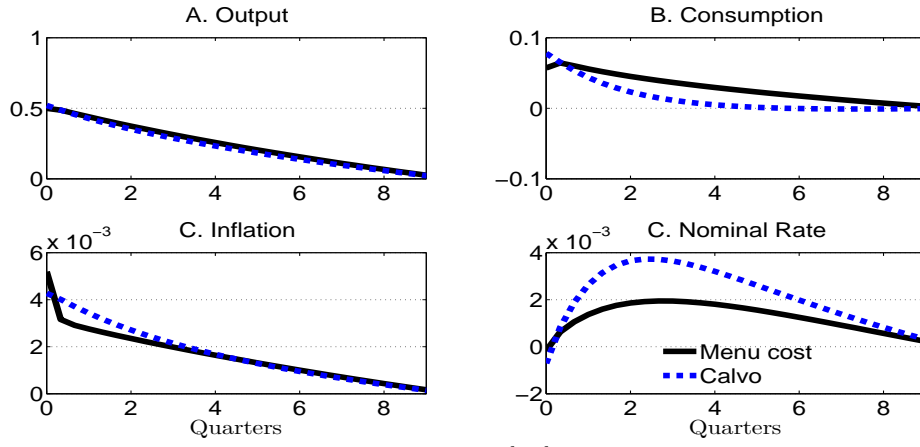 A. Output
1
0.5
0
0 2 4 6 8
B. Consumption
0.1
0
−0.1
0 2 4 6 8
C. Inflation
x 10⁻³
6
4
2
0
0 2 4 6 8
Quarters
C. Nominal Rate
x 10⁻³
4
2
0
−2
0 2 4 6 8
Quarters
Menu cost
Calvo